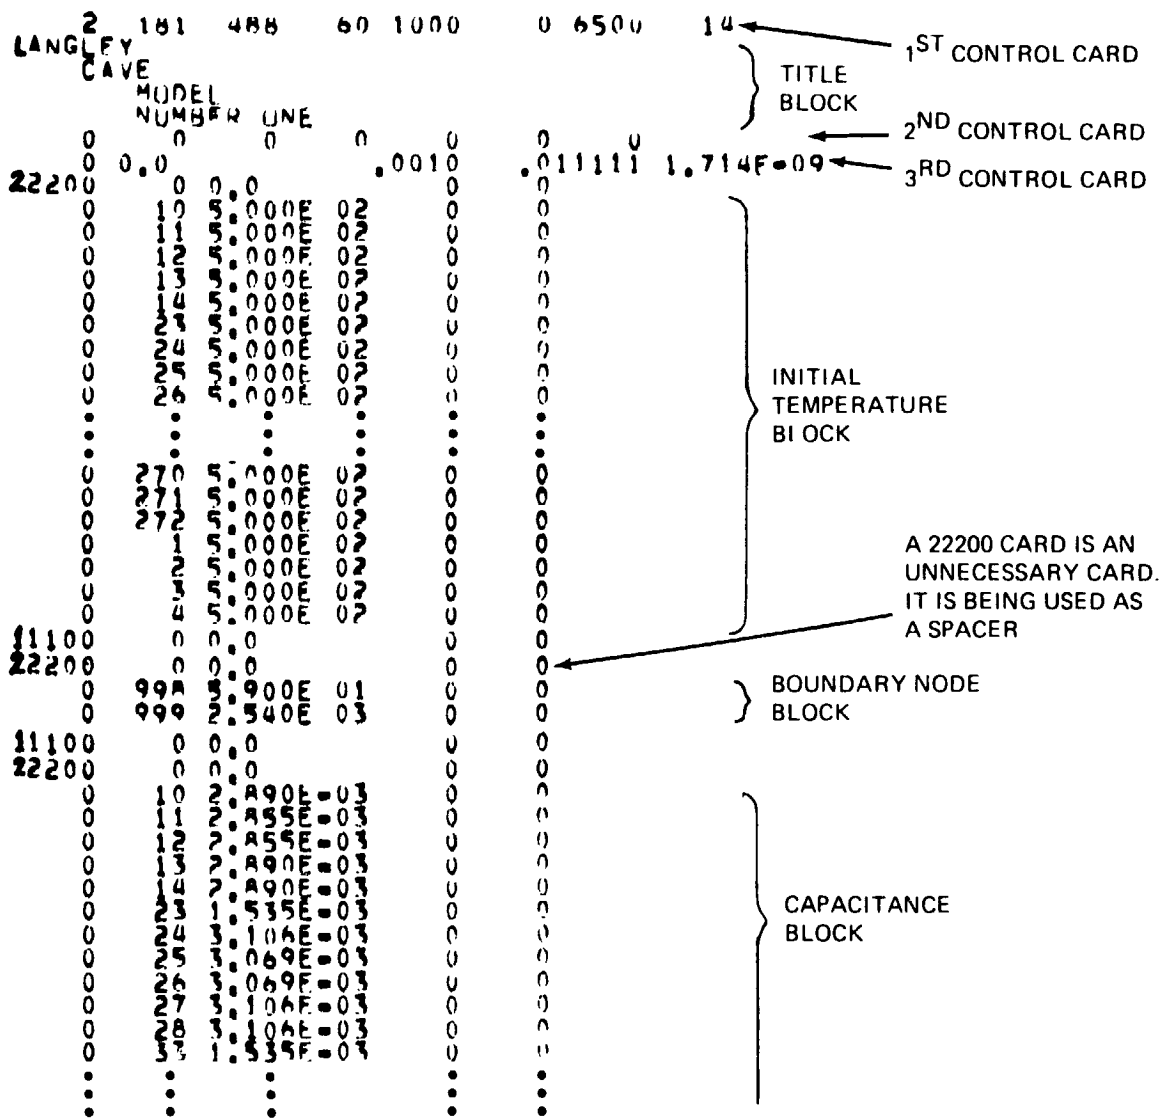 2 181 488 60 1000 0 6500 14 1ST CONTROL CARD
LANGLEY
CAVE
MODEL
NUMBER ONE
TITLE
BLOCK
0 0 0 0 0 0 0 2ND CONTROL CARD
0 0.0 .0010 .011111 1.714E-09 3RD CONTROL CARD
22200 0 0.0 0 0
0 10 5.000E 02 0 0
0 11 5.000E 02 0 0
0 12 5.000E 02 0 0
0 13 5.000E 02 0 0
0 14 5.000E 02 0 0
0 23 5.000E 02 0 0
0 24 5.000E 02 0 0
0 25 5.000E 02 0 0
0 26 5.000E 02 0 0
INITIAL
TEMPERATURE
BLOCK
0 270 5.000E 02 0 0
0 271 5.000E 02 0 0
0 272 5.000E 02 0 0
0 1 5.000E 02 0 0
0 2 5.000E 02 0 0
0 3 5.000E 02 0 0
0 4 5.000E 02 0 0
11100 0 0.0 0 0
22200 0 0.0 0 0
A 22200 CARD IS AN
UNNECESSARY CARD.
IT IS BEING USED AS
A SPACER
0 998 5.900E 01 0 0
0 999 2.540E 03 0 0
BOUNDARY NODE
BLOCK
11100 0 0.0 0 0
22200 0 0.0 0 0
0 10 2.890E-03 0 0
0 11 2.855E-03 0 0
0 12 2.855E-03 0 0
0 13 2.890E-03 0 0
0 14 2.890E-03 0 0
0 23 1.535E-03 0 0
0 24 3.106E-03 0 0
0 25 3.069E-03 0 0
0 26 3.069E-03 0 0
0 27 3.106E-03 0 0
0 28 3.106E-03 0 0
0 33 1.535E-03 0 0
CAPACITANCE
BLOCK